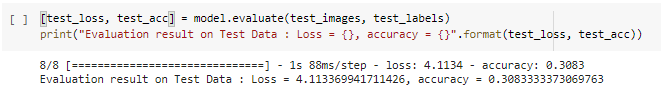 [ ] [test_loss, test_acc] = model.evaluate(test_images, test_labels)
print("Evaluation result on Test Data : Loss = {}, accuracy = {}".format(test_loss, test_acc))
8/8 [==============================] - 1s 88ms/step - loss: 4.1134 - accuracy: 0.3083
Evaluation result on Test Data : Loss = 4.113369941711426, accuracy = 0.3083333373069763